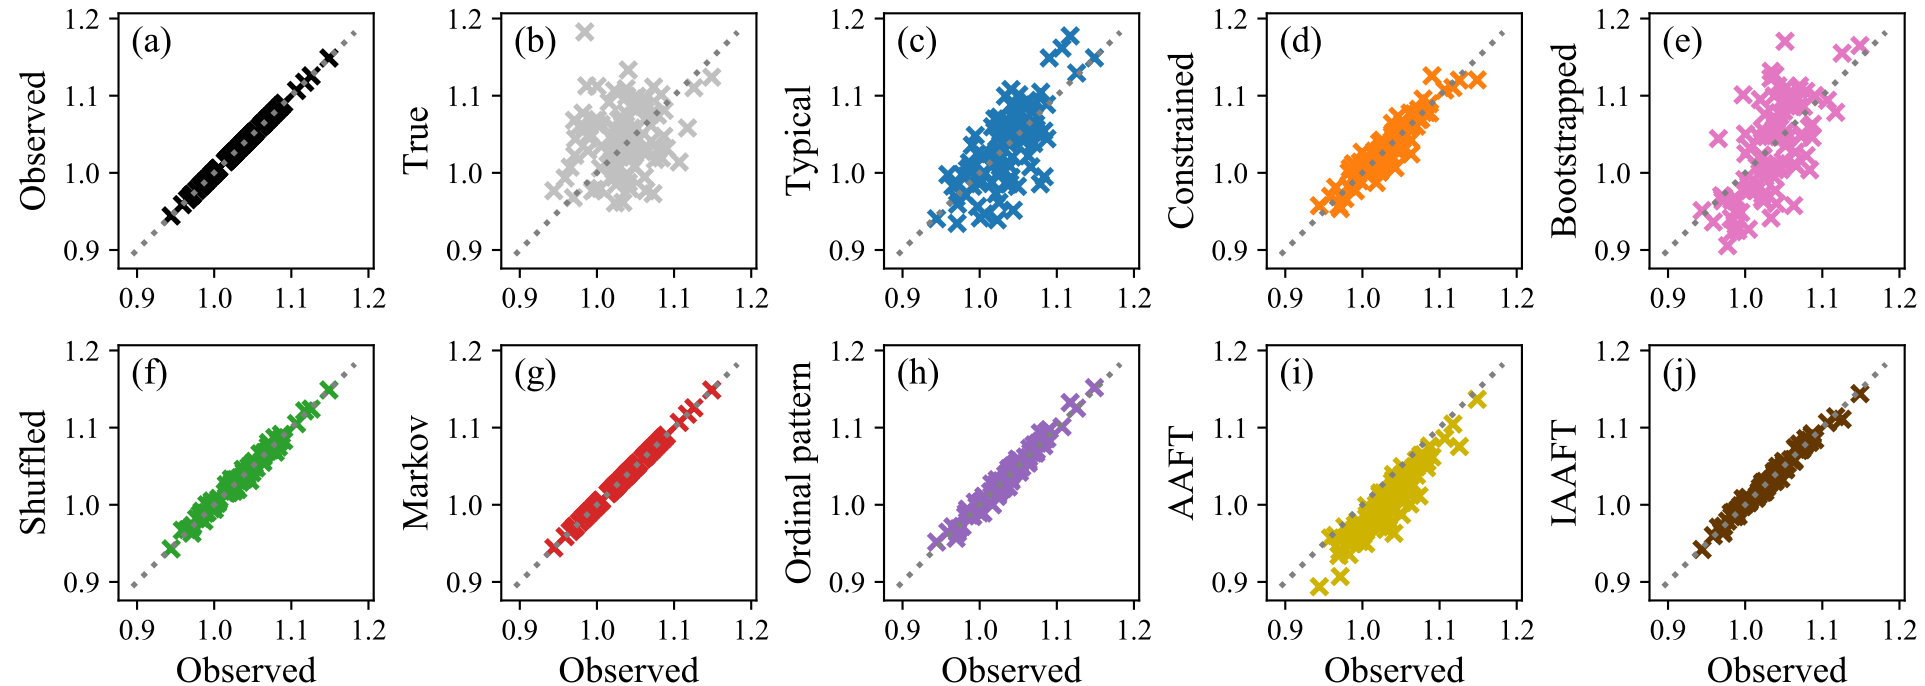 (a)
Observed
1.2
1.1
1.0
0.9
0.9 1.0 1.1 1.2
(b)
True
1.2
1.1
1.0
0.9
0.9 1.0 1.1 1.2
(c)
Typical
1.2
1.1
1.0
0.9
0.9 1.0 1.1 1.2
(d)
Constrained
1.2
1.1
1.0
0.9
0.9 1.0 1.1 1.2
(e)
Bootstrapped
1.2
1.1
1.0
0.9
0.9 1.0 1.1 1.2
(f)
Shuffled
1.2
1.1
1.0
0.9
0.9 1.0 1.1 1.2
Observed
(g)
Markov
1.2
1.1
1.0
0.9
0.9 1.0 1.1 1.2
Observed
(h)
Ordinal pattern
1.2
1.1
1.0
0.9
0.9 1.0 1.1 1.2
Observed
(i)
AAFT
1.2
1.1
1.0
0.9
0.9 1.0 1.1 1.2
Observed
(j)
IAAFT
1.2
1.1
1.0
0.9
0.9 1.0 1.1 1.2
Observed